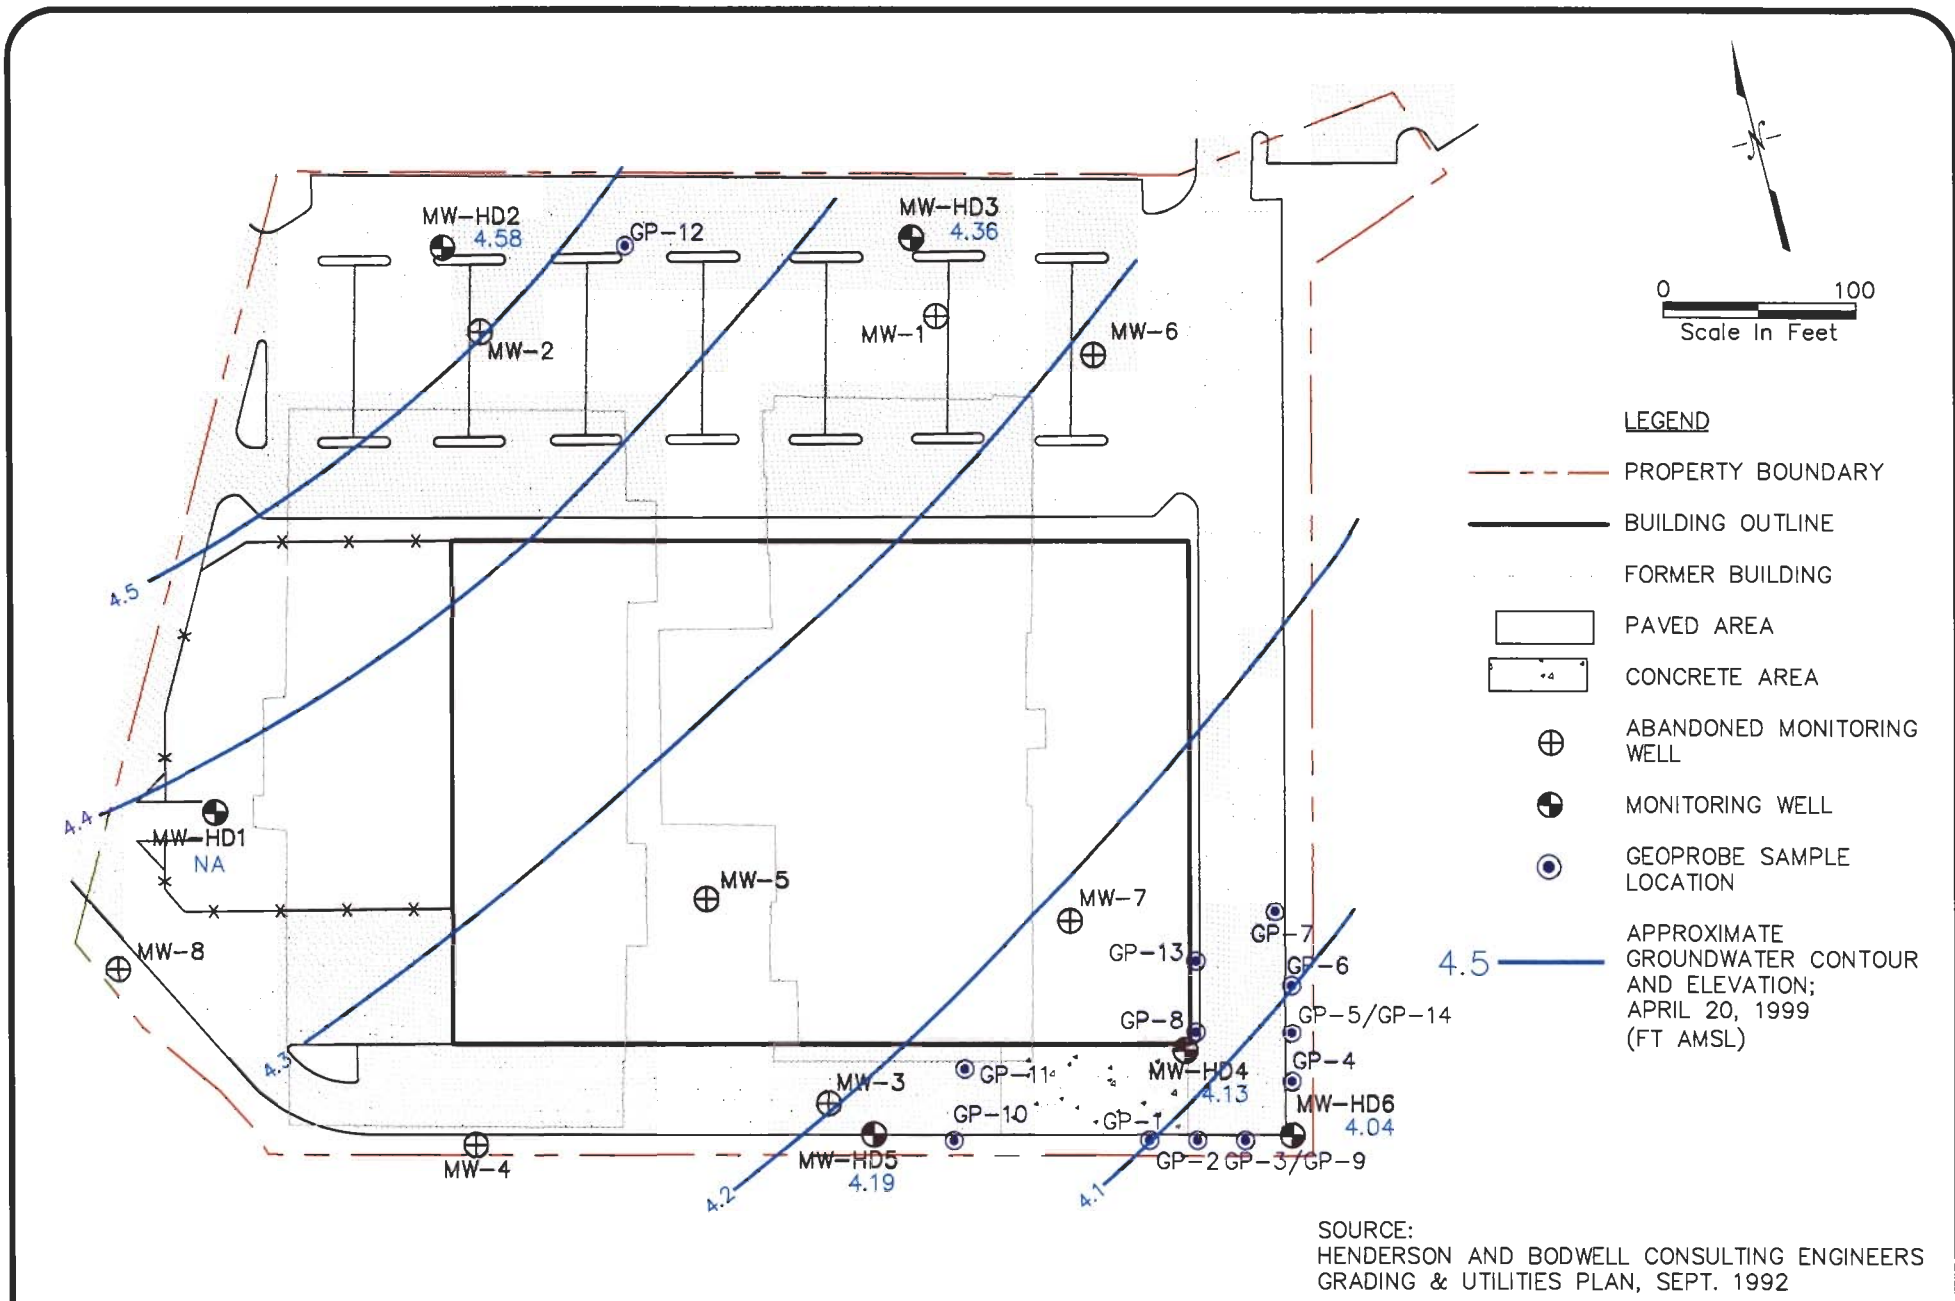 MW-HD2
4.58
GP-12
MW-HD3
4.36
MW-2
MW-1
MW-6
N
0 100
Scale In Feet
LEGEND
PROPERTY BOUNDARY
BUILDING OUTLINE
FORMER BUILDING
PAVED AREA
CONCRETE AREA
ABANDONED MONITORING
WELL
MONITORING WELL
GEOPROBE SAMPLE
LOCATION
4.5
APPROXIMATE
GROUNDWATER CONTOUR
AND ELEVATION;
APRIL 20, 1999
(FT AMSL)
4.5
4.4
MW-HD1
NA
MW-8
MW-5
MW-7
GP-13
GP-7
GP-6
GP-8
GP-5/GP-14
GP-4
4.3
MW-3
GP-11
MW-HD4
4.13
MW-HD6
4.04
GP-10
GP-1
MW-4
MW-HD5
4.19
GP-2
GP-3/GP-9
4.2
4.1
SOURCE:
HENDERSON AND BODWELL CONSULTING ENGINEERS
GRADING & UTILITIES PLAN, SEPT. 1992